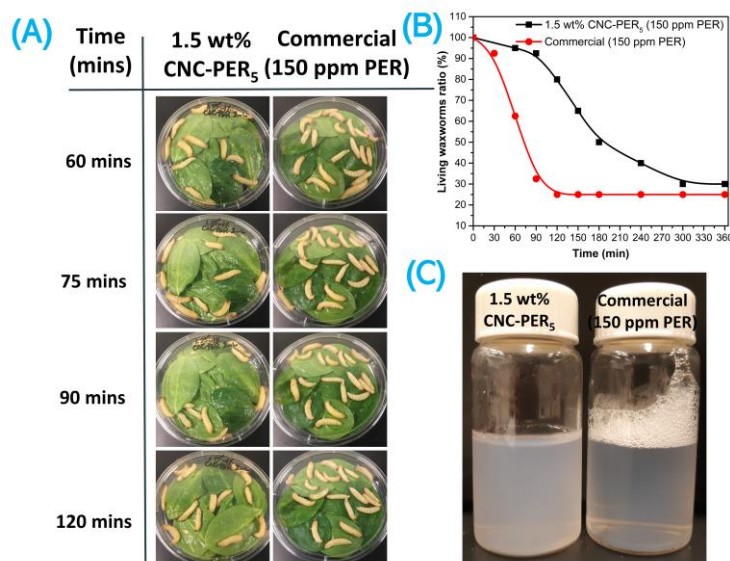 (A)
Time
(mins)
1.5 wt%
CNC-PER₅
Commercial
(150 ppm PER)
60 mins
75 mins
90 mins
120 mins
(B)
110
100
90
80
70
60
50
40
30
20
10
Living waxworms ratio (%)
1.5 wt% CNC-PER₅ (150 ppm PER)
Commercial (150 ppm PER)
0 30 60 90 120 150 180 210 240 270 300 330 360
Time (min)
(C)
1.5 wt%
CNC-PER₅
Commercial
(150 ppm PER)